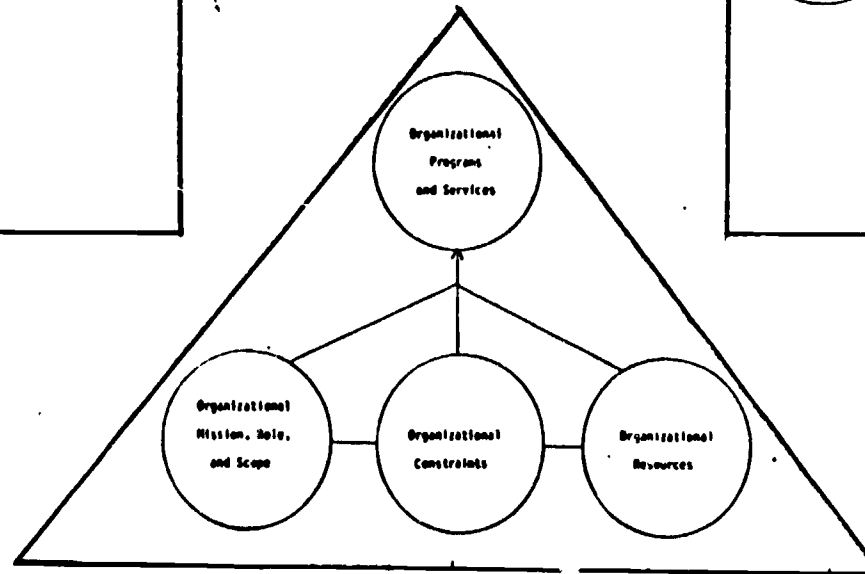 Organizational
Programs
and Services
Organizational
Mission, Role,
and Scope
Organizational
Constraints
Organizational
Resources